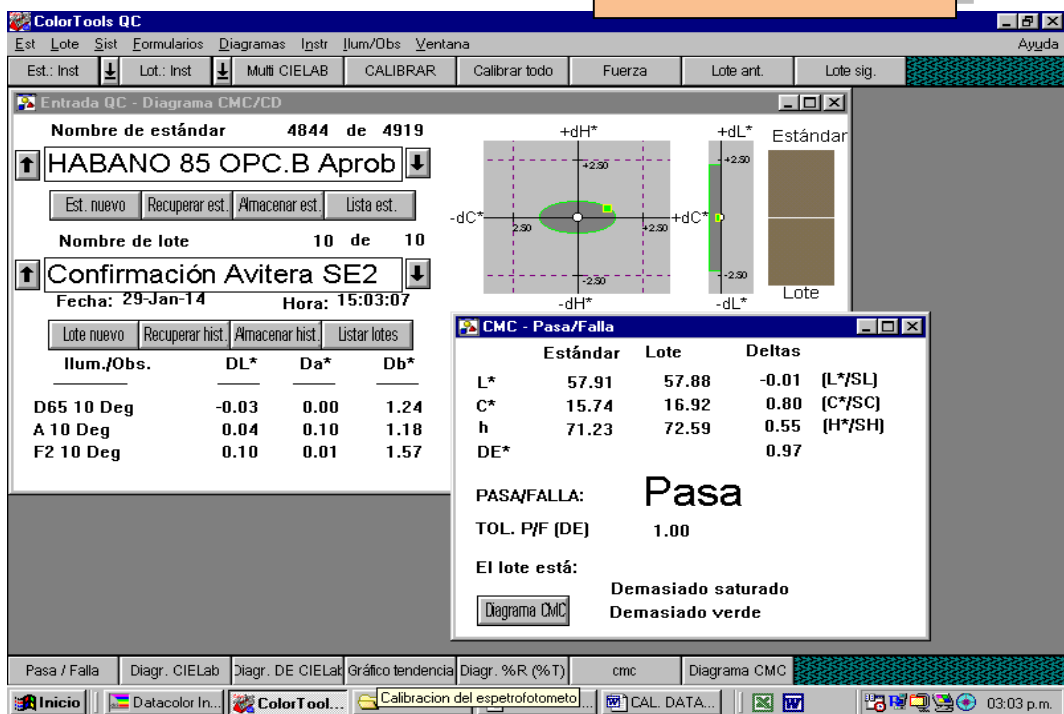 ColorTools QC
Est Lote Sist Formularios Diagramas Instr Ilum/Obs Ventana Ayuda
Est.: Inst Lot.: Inst Multi CIELAB CALIBRAR Calibrar todo Fuerza Lote ant. Lote sig.
Entrada QC - Diagrama CMC/CD
Nombre de estándar 4844 de 4919
HABANO 85 OPC.B Aprob
Est. nuevo Recuperar est. Almacenar est. Lista est.
Nombre de lote 10 de 10
Confirmación Avitera SE2
Fecha: 29-Jan-14 Hora: 15:03:07
Lote nuevo Recuperar hist. Almacenar hist. Listar lotes
Ilum./Obs. DL* Da* Db*
D65 10 Deg -0.03 0.00 1.24
A 10 Deg 0.04 0.10 1.18
F2 10 Deg 0.10 0.01 1.57
+dH* +dL* Estándar
+2.50 +2.50
-dC* 2.50 +2.50 +dC*
-2.50 -2.50
-dH* -dL* Lote
CMC - Pasa/Falla
Estándar Lote Deltas
L* 57.91 57.88 -0.01 (L*/SL)
C* 15.74 16.92 0.80 (C*/SC)
h 71.23 72.59 0.55 (H*/SH)
DE* 0.97
PASA/FALLA: Pasa
TOL. P/F (DE) 1.00
El lote está:
Demasiado saturado
Diagrama CMC Demasiado verde
Pasa / Falla Diagr. CIELab Diagr. DE CIELab Gráfico tendencia Diagr. %R (%T) cmc Diagrama CMC
Inicio Datacolor In... ColorTool... Calibracion del espetrofotometo ... CAL. DATA... 03:03 p.m.